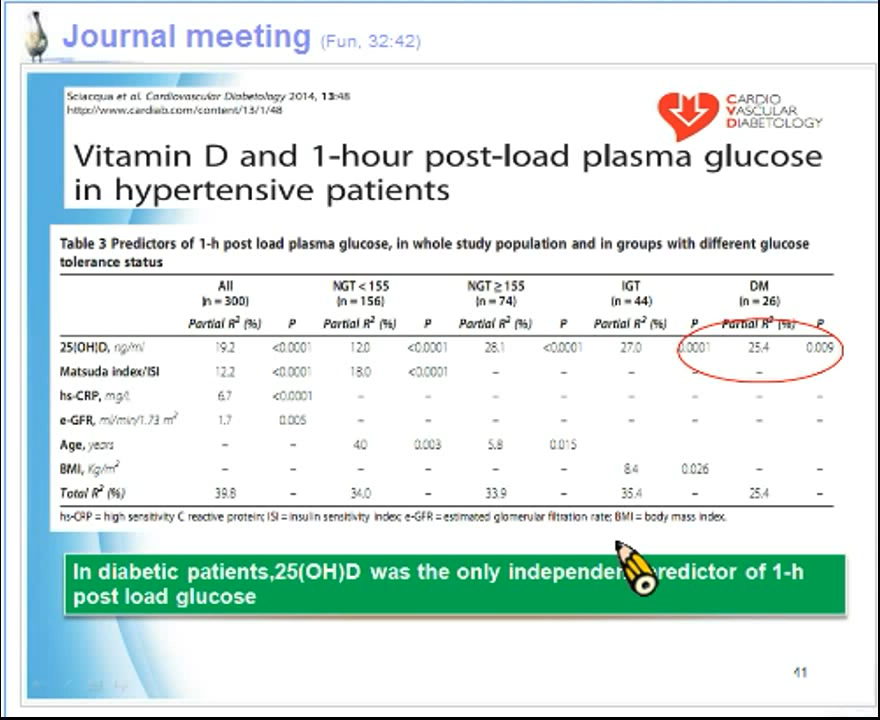 Journal meeting (Fun, 32:42)
Sciacqua et al. Cardiovascular Diabetology 2014, 13:48
http://www.cardiab.com/content/13/1/48
CARDIO
VASCULAR
DIABETOLOGY
Vitamin D and 1-hour post-load plasma glucose
in hypertensive patients
Table 3 Predictors of 1-h post load plasma glucose, in whole study population and in groups with different glucose
tolerance status
All NGT < 155 NGT ≥ 155 IGT DM
(n = 300) (n = 156) (n = 74) (n = 44) (n = 26)
Partial R² (%) P Partial R² (%) P Partial R² (%) P Partial R² (%) P Partial R² (%) P
25(OH)D, ng/ml 19.2 <0.0001 12.0 <0.0001 28.1 <0.0001 27.0 0.0001 25.4 0.009
Matsuda index/ISI 12.2 <0.0001 18.0 <0.0001 – – – – – –
hs-CRP, mg/L 6.7 <0.0001 – – – – – – – –
e-GFR, ml/min/1.73 m² 1.7 0.005 – – – – – – – –
Age, years – – 4.0 0.003 5.8 0.015 – – – –
BMI, Kg/m² – – – – – – 8.4 0.026 – –
Total R² (%) 39.8 – 34.0 – 33.9 – 35.4 – 25.4 –
hs-CRP = high sensitivity C reactive protein; ISI = insulin sensitivity index; e-GFR = estimated glomerular filtration rate; BMI = body mass index.
In diabetic patients,25(OH)D was the only independent predictor of 1-h
post load glucose
41